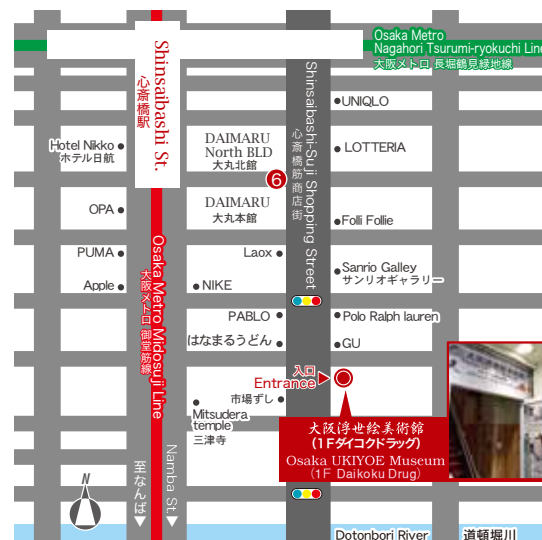 Osaka Metro
Nagahori Tsurumi-ryokuchi Line
大阪メトロ 長堀鶴見緑地線
Shinsaibashi St.
心斎橋駅
Shinsaibashi-Suji Shopping Street
心斎橋筋商店街
UNIQLO
Hotel Nikko
ホテル日航
DAIMARU
North BLD
大丸北館
LOTTERIA
6
OPA
DAIMARU
大丸本館
Folli Follie
PUMA
Laox
Sanrio Galley
サンリオギャラリー
Apple
NIKE
Osaka Metro Midosuji Line
大阪メトロ 御堂筋線
PABLO
Polo Ralph lauren
はなまるうどん
GU
入口
Entrance
市場ずし
Mitsudera
temple
三津寺
大阪浮世絵美術館
(1Fダイコクドラッグ)
Osaka UKIYOE Museum
(1F Daikoku Drug)
N
至なんば
Namba St.
Dotonbori River
道頓堀川